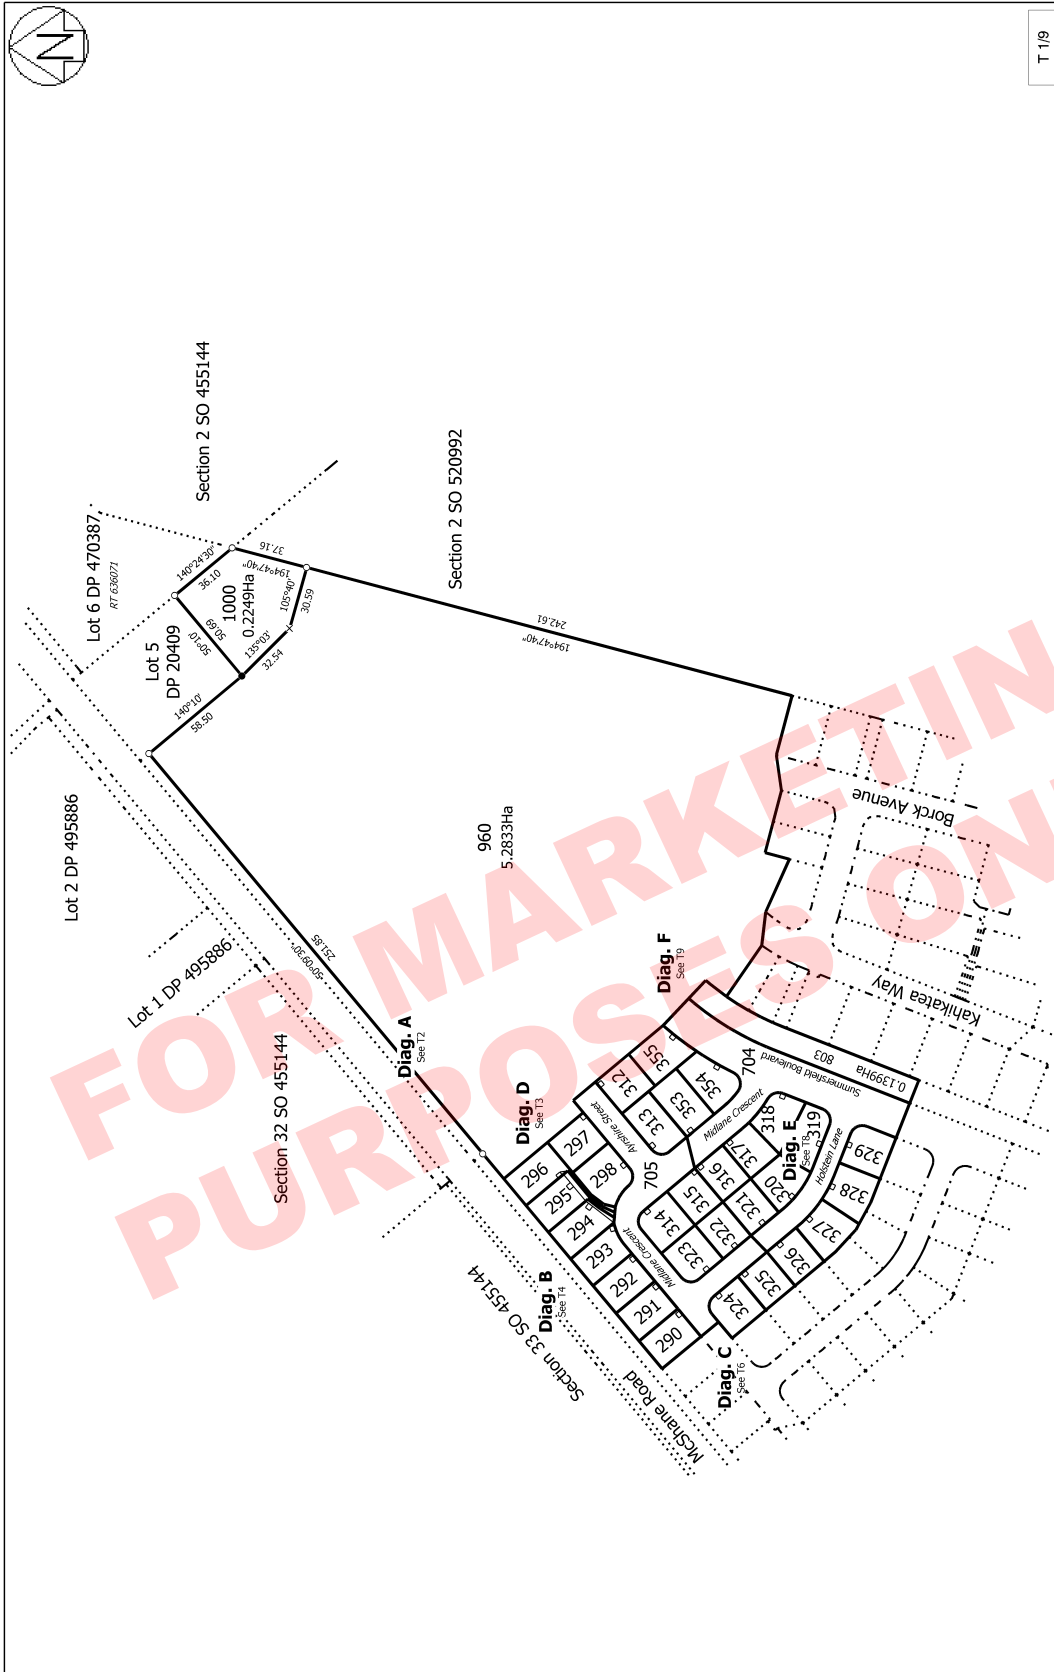 N
T 1/9
Lot 6 DP 470387
RT 636071
Section 2 SO 455144
Lot 5
DP 20409
1000
0.2249Ha
140°24'30"
36.10
37.16
194°47'40"
105°40'
30.59
50°10'
50.69
135°03'
32.54
140°10'
58.50
Section 2 SO 520992
242.61
194°47'40"
Lot 2 DP 495886
960
5.2833Ha
251.85
50°09'30"
Lot 1 DP 495886
Section 32 SO 455144
Section 33 SO 455144
McShane Road
Diag. A
See T2
Diag. D
See T3
Diag. B
See T4
Diag. C
See T6
Diag. E
See T8
Diag. F
See T9
Borck Avenue
Kahikatea Way
Summersfield Boulevard
803
0.1399Ha
704
705
Ayrshire Street
Midlane Crescent
Midlane Crescent
Holstein Lane
290
291
292
293
294
295
296
297
298
312
313
314
315
316
317
318
319
320
321
322
323
324
325
326
327
328
329
353
354
355
FOR MARKETIN
PURPOSES ON